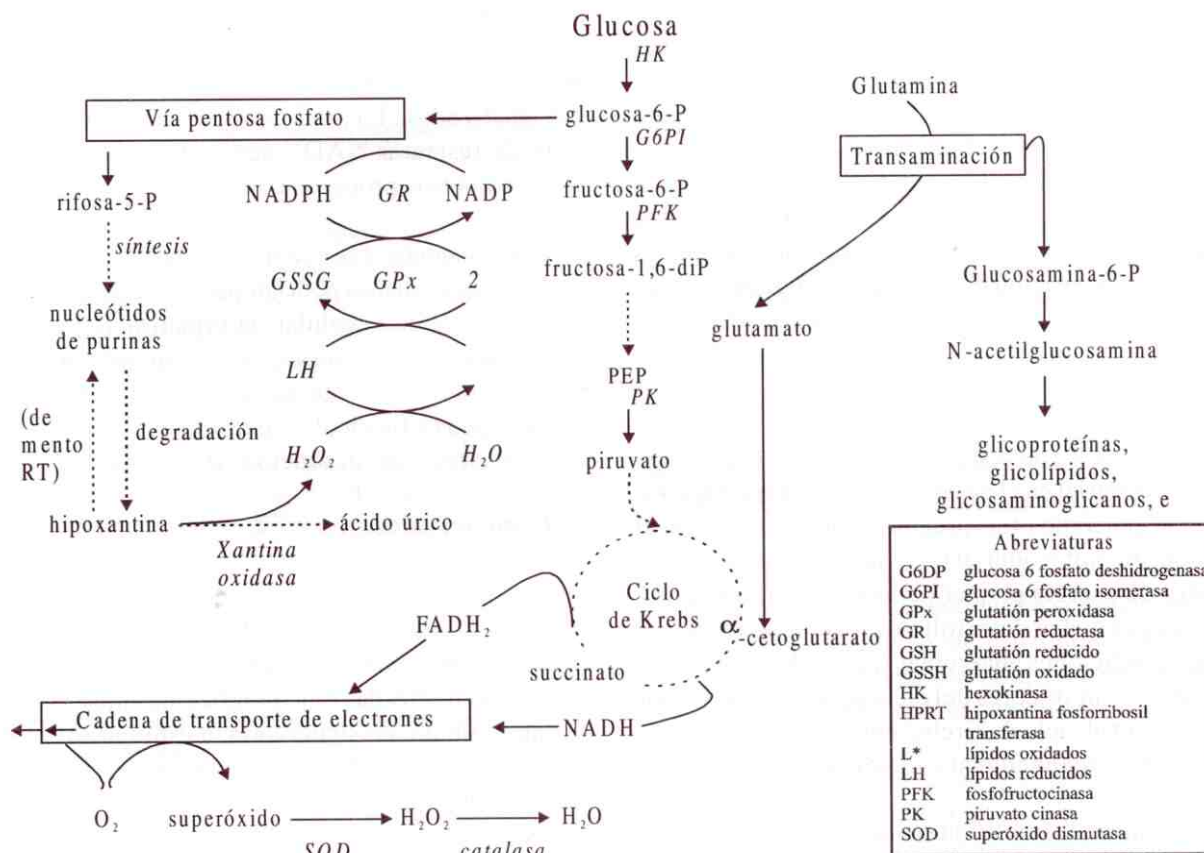 Glucosa
HK
glucosa-6-P
G6PI
fructosa-6-P
PFK
fructosa-1,6-diP
PEP
PK
piruvato
Ciclo
de Krebs
α-cetoglutarato
succinato
FADH₂
NADH
Vía pentosa fosfato
rifosa-5-P
síntesis
nucleótidos
de purinas
(de
mento
RT)
degradación
hipoxantina
Xantina
oxidasa
ácido úrico
NADPH GR NADP
GSSG GPx 2
LH
H₂O₂ H₂O
Glutamina
Transaminación
glutamato
Glucosamina-6-P
N-acetilglucosamina
glicoproteínas,
glicolípidos,
glicosaminoglicanos, e
Cadena de transporte de electrones
O₂ superóxido H₂O₂ H₂O
SOD catalasa
Abreviaturas
G6DP glucosa 6 fosfato deshidrogenasa
G6PI glucosa 6 fosfato isomerasa
GPx glutatión peroxidasa
GR glutatión reductasa
GSH glutatión reducido
GSSH glutatión oxidado
HK hexokinasa
HPRT hipoxantina fosforribosil
transferasa
L* lípidos oxidados
LH lípidos reducidos
PFK fosfofructocinasa
PK piruvato cinasa
SOD superóxido dismutasa